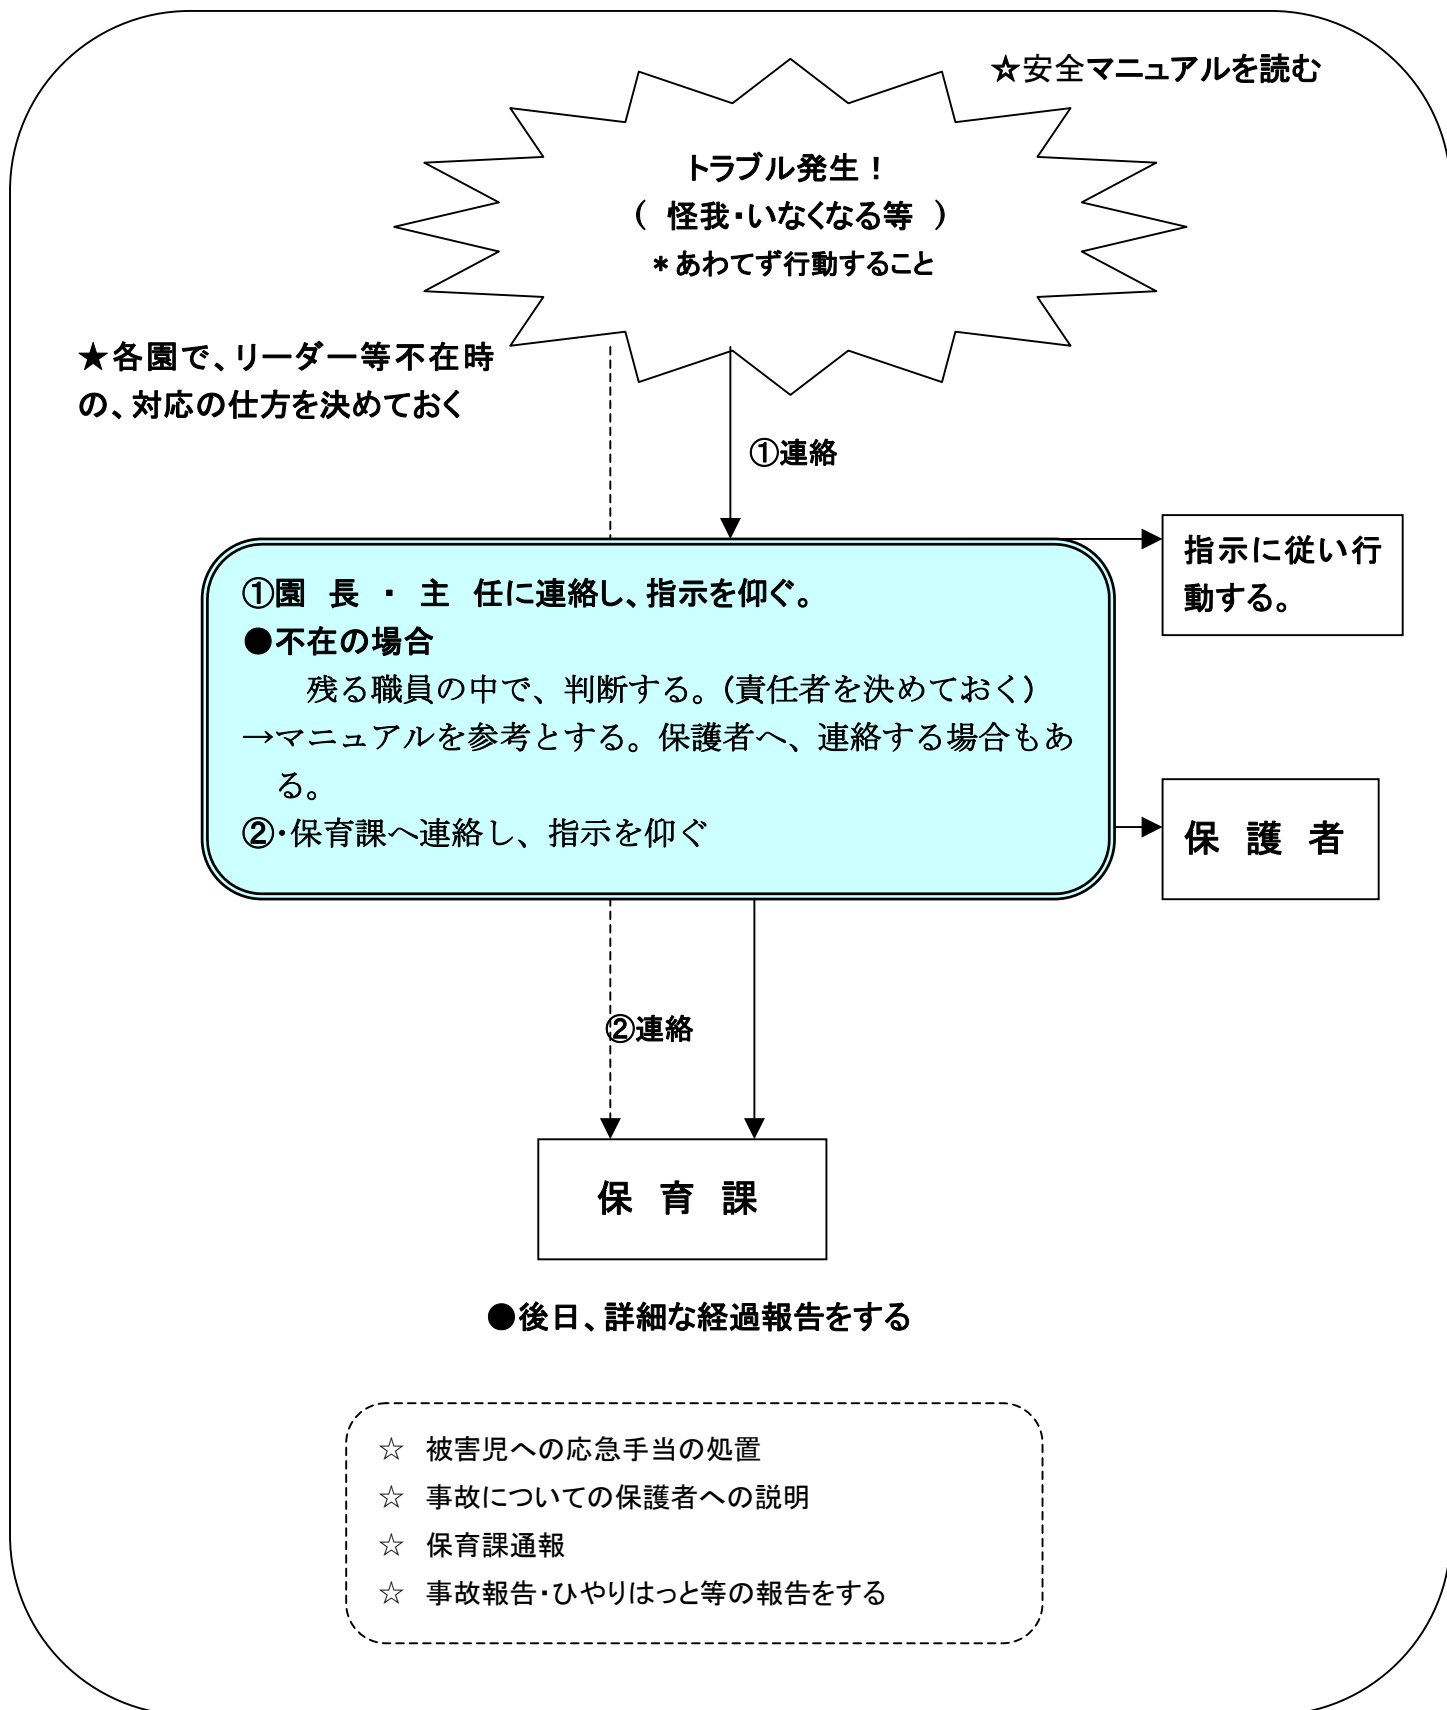 ☆安全マニュアルを読む
トラブル発生！
（ 怪我・いなくなる等 ）
＊あわてず行動すること
★各園で、リーダー等不在時
の、対応の仕方を決めておく
①連絡
①園 長 ・ 主 任に連絡し、指示を仰ぐ。
●不在の場合
残る職員の中で、判断する。（責任者を決めておく）
→マニュアルを参考とする。保護者へ、連絡する場合もあ
る。
②・保育課へ連絡し、指示を仰ぐ
指示に従い行
動する。
保 護 者
②連絡
保 育 課
●後日、詳細な経過報告をする
☆ 被害児への応急手当の処置
☆ 事故についての保護者への説明
☆ 保育課通報
☆ 事故報告・ひやりはっと等の報告をする